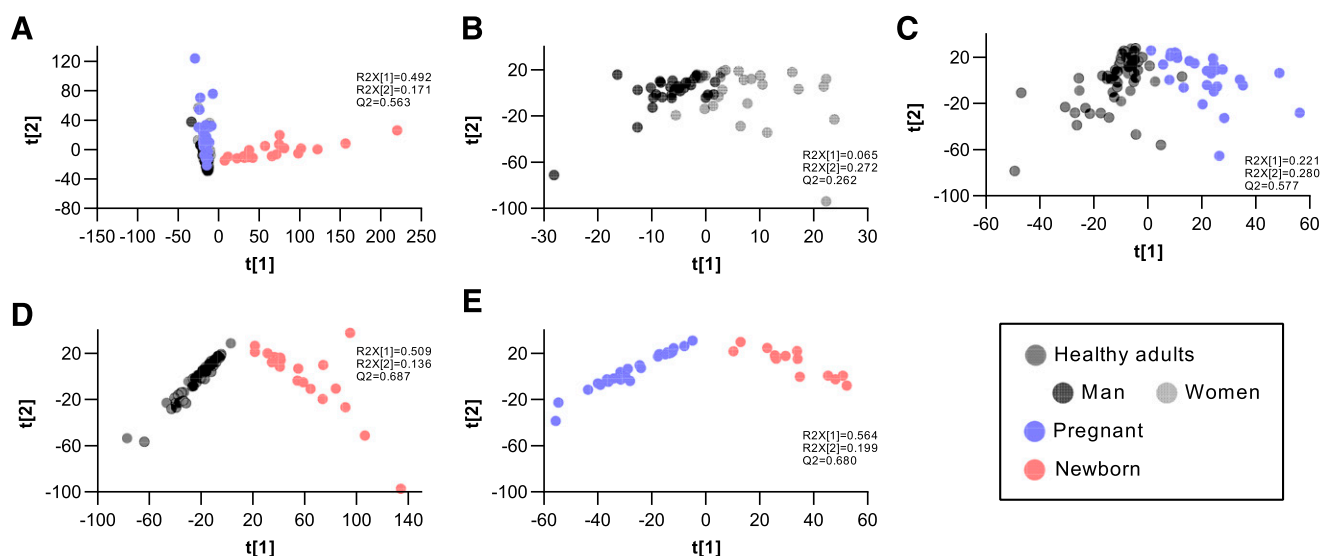 A
t[2]
120
80
40
0
-40
-80
R2X[1]=0.492
R2X[2]=0.171
Q2=0.563
-150 -100 -50 0 50 100 150 200 250
t[1]
B
t[2]
20
-20
-60
-100
R2X[1]=0.065
R2X[2]=0.272
Q2=0.262
-30 -20 -10 0 10 20 30
t[1]
C
t[2]
20
-20
-60
-100
R2X[1]=0.221
R2X[2]=0.280
Q2=0.577
-60 -40 -20 0 20 40 60
t[1]
D
t[2]
20
-20
-60
-100
R2X[1]=0.509
R2X[2]=0.136
Q2=0.687
-100 -60 -20 20 60 100 140
t[1]
E
t[2]
20
-20
-60
-100
R2X[1]=0.564
R2X[2]=0.199
Q2=0.680
-60 -40 -20 0 20 40 60
t[1]
Healthy adults
Man Women
Pregnant
Newborn